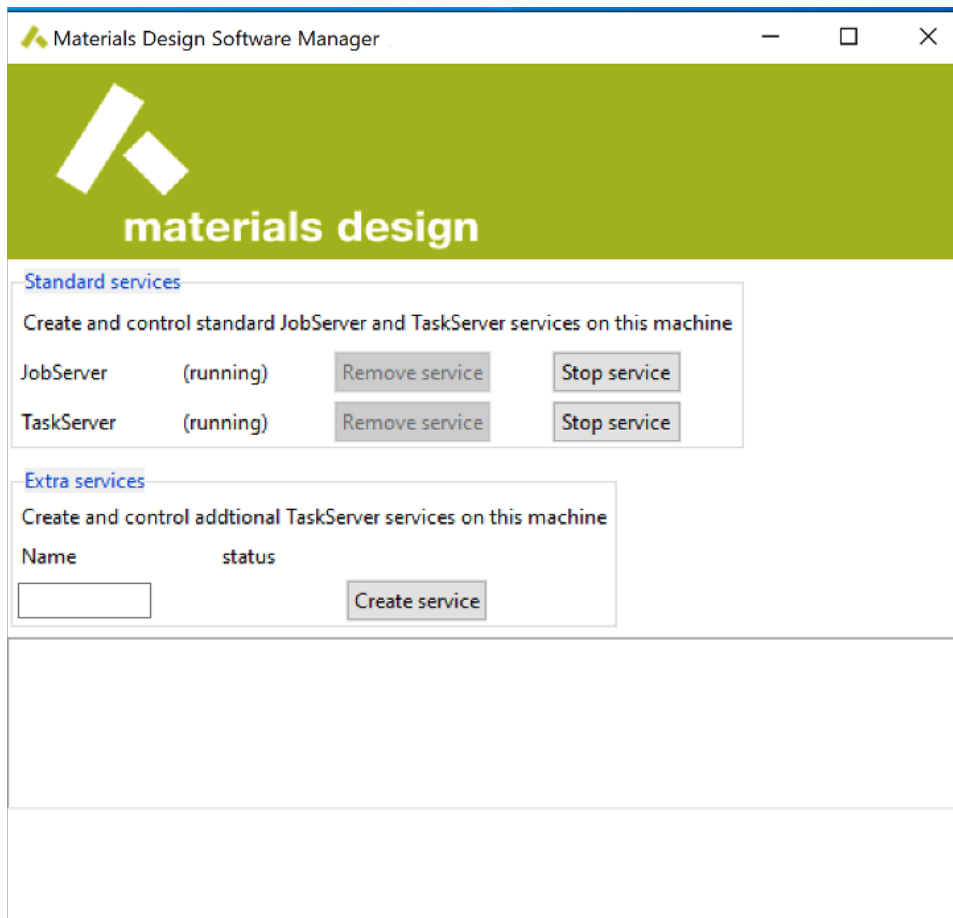 Materials Design Software Manager
materials design
Standard services
Create and control standard JobServer and TaskServer services on this machine
JobServer (running) Remove service Stop service
TaskServer (running) Remove service Stop service
Extra services
Create and control addtional TaskServer services on this machine
Name status
Create service